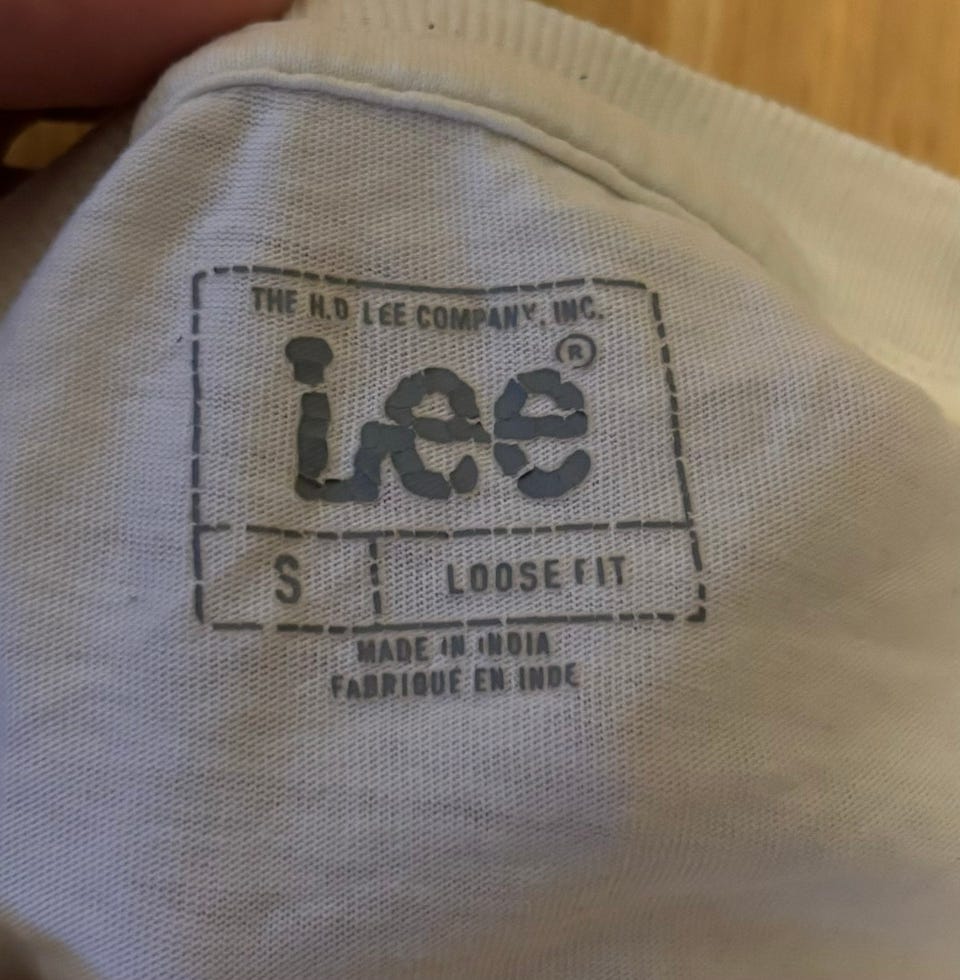 THE H.D LEE COMPANY, INC.
Lee®
S
LOOSE FIT
MADE IN INDIA
FABRIQUE EN INDE